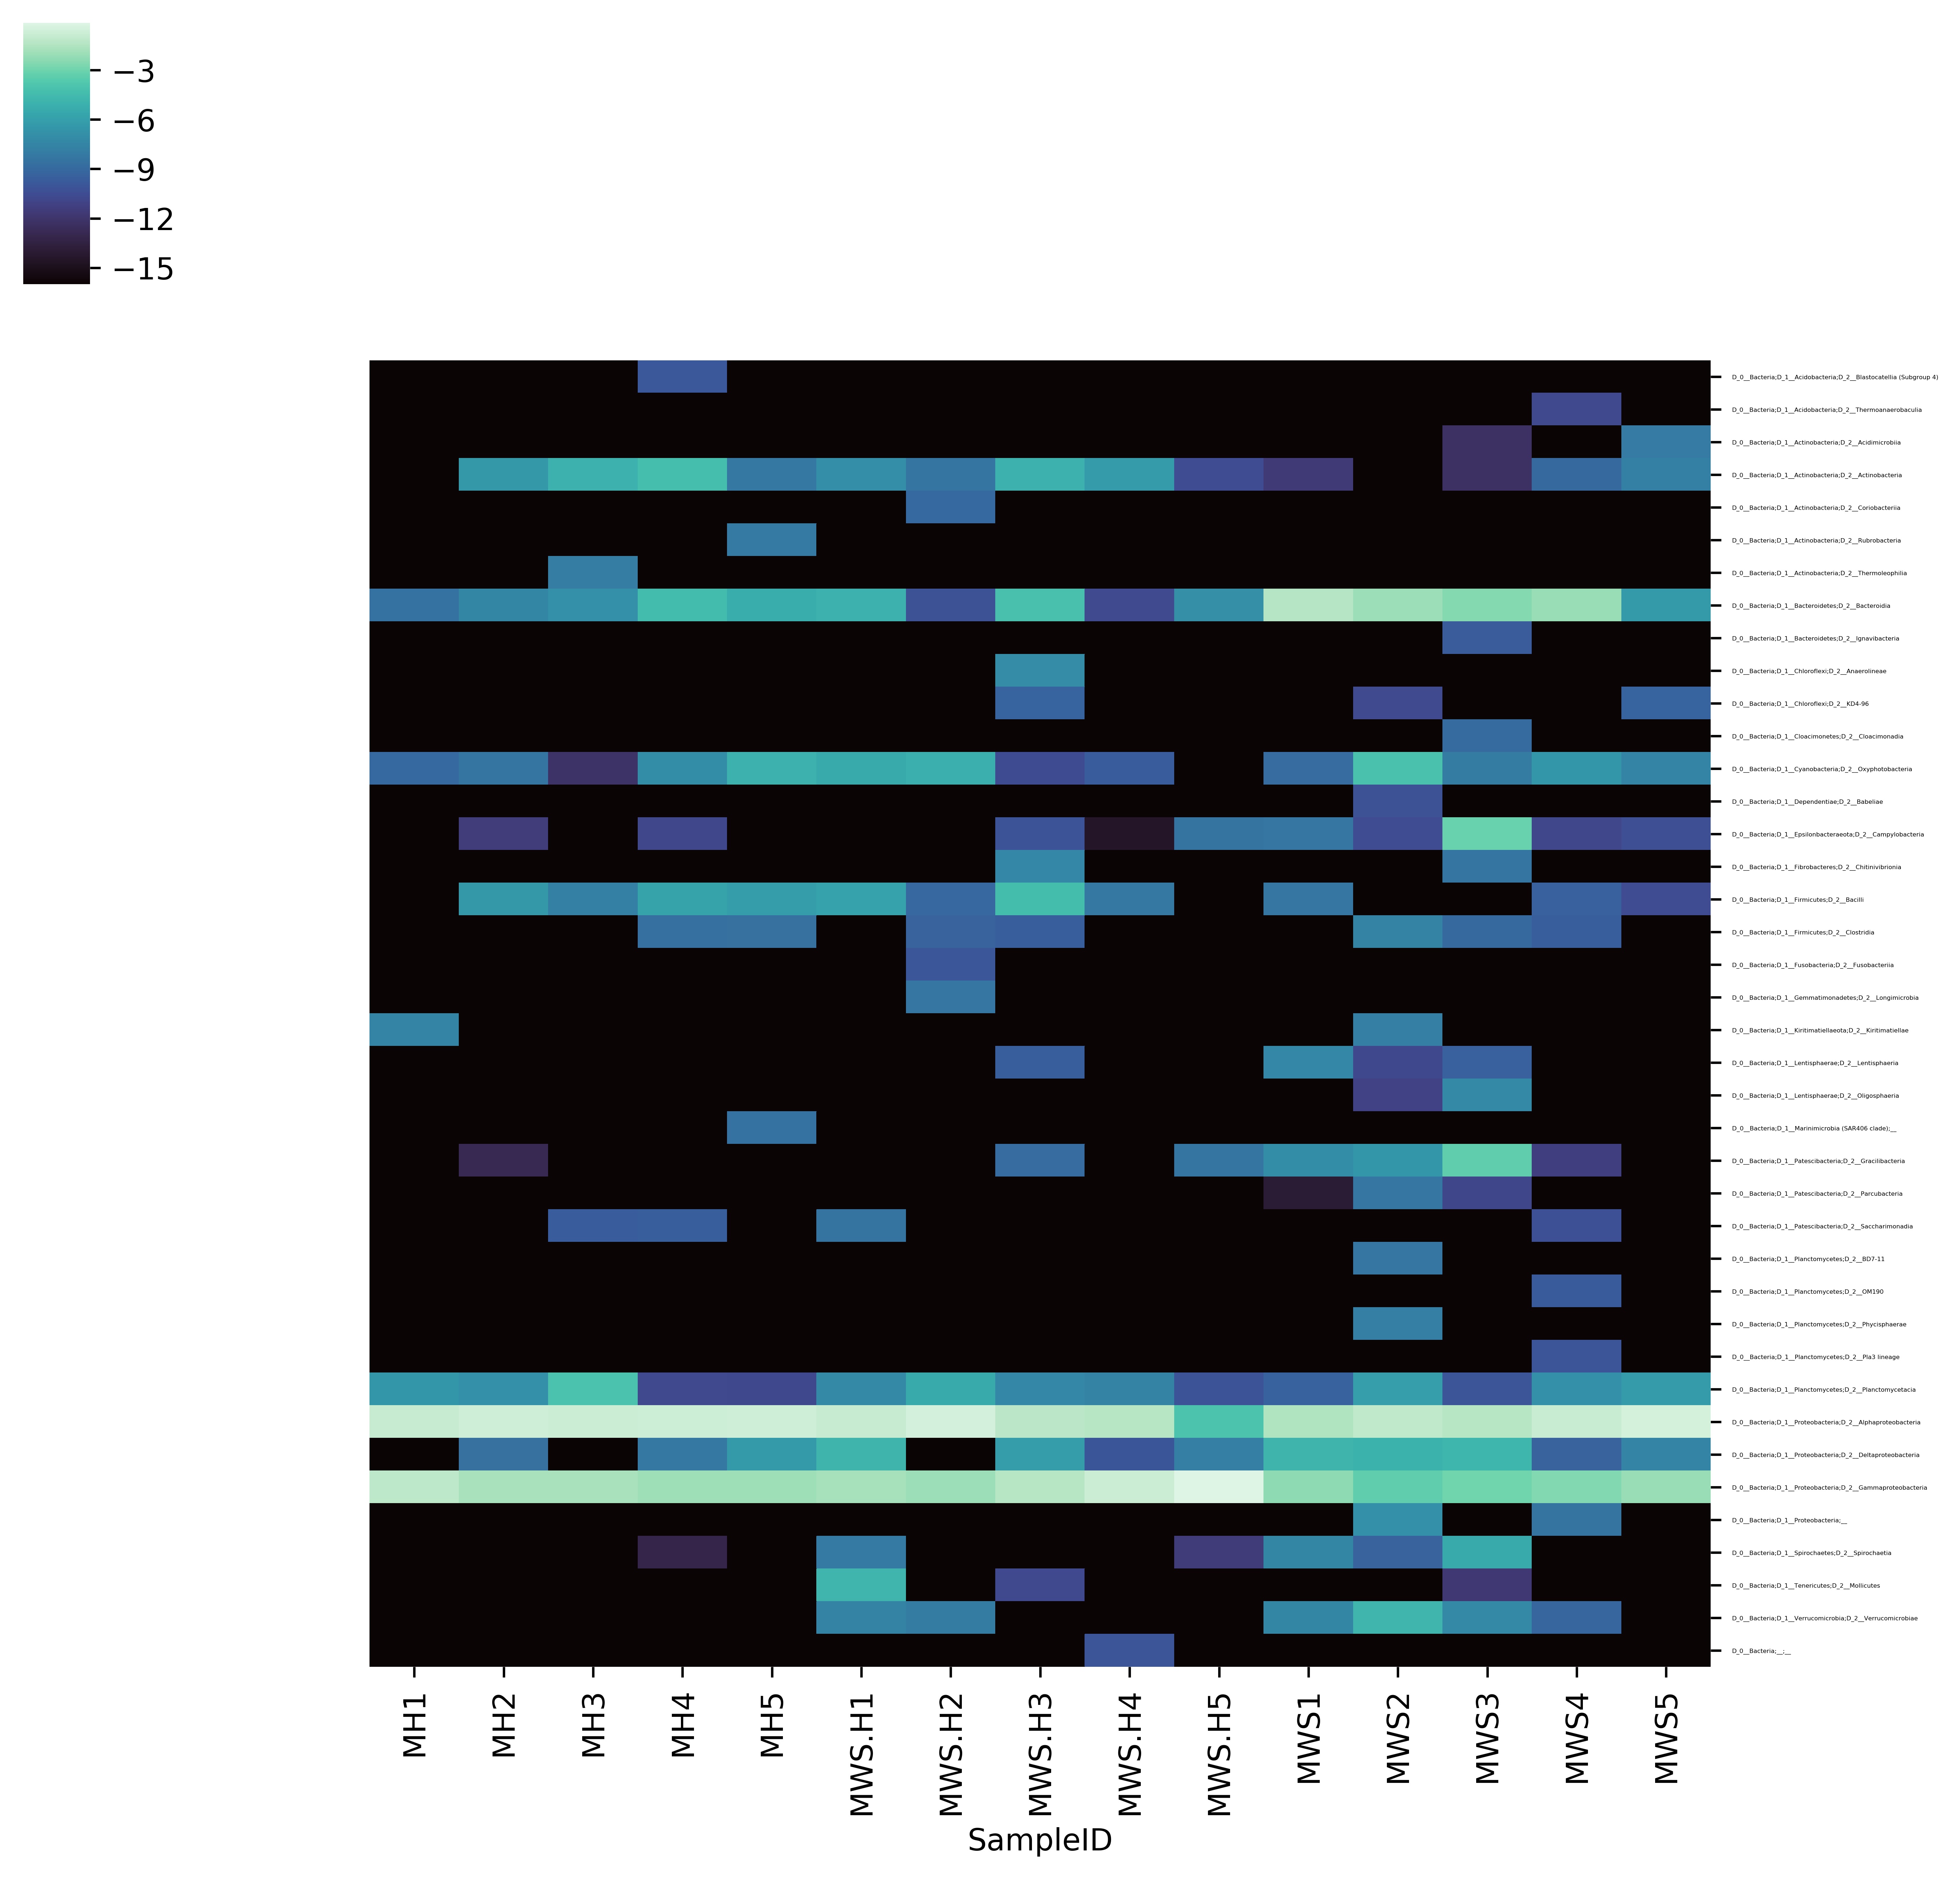 −3
−6
−9
−12
−15
D_0__Bacteria;D_1__Acidobacteria;D_2__Blastocatellia (Subgroup 4)
D_0__Bacteria;D_1__Acidobacteria;D_2__Thermoanaerobaculia
D_0__Bacteria;D_1__Actinobacteria;D_2__Acidimicrobiia
D_0__Bacteria;D_1__Actinobacteria;D_2__Actinobacteria
D_0__Bacteria;D_1__Actinobacteria;D_2__Coriobacteriia
D_0__Bacteria;D_1__Actinobacteria;D_2__Rubrobacteria
D_0__Bacteria;D_1__Actinobacteria;D_2__Thermoleophilia
D_0__Bacteria;D_1__Bacteroidetes;D_2__Bacteroidia
D_0__Bacteria;D_1__Bacteroidetes;D_2__Ignavibacteria
D_0__Bacteria;D_1__Chloroflexi;D_2__Anaerolineae
D_0__Bacteria;D_1__Chloroflexi;D_2__KD4-96
D_0__Bacteria;D_1__Cloacimonetes;D_2__Cloacimonadia
D_0__Bacteria;D_1__Cyanobacteria;D_2__Oxyphotobacteria
D_0__Bacteria;D_1__Dependentiae;D_2__Babeliae
D_0__Bacteria;D_1__Epsilonbacteraeota;D_2__Campylobacteria
D_0__Bacteria;D_1__Fibrobacteres;D_2__Chitinivibrionia
D_0__Bacteria;D_1__Firmicutes;D_2__Bacilli
D_0__Bacteria;D_1__Firmicutes;D_2__Clostridia
D_0__Bacteria;D_1__Fusobacteria;D_2__Fusobacteriia
D_0__Bacteria;D_1__Gemmatimonadetes;D_2__Longimicrobia
D_0__Bacteria;D_1__Kiritimatiellaeota;D_2__Kiritimatiellae
D_0__Bacteria;D_1__Lentisphaerae;D_2__Lentisphaeria
D_0__Bacteria;D_1__Lentisphaerae;D_2__Oligosphaeria
D_0__Bacteria;D_1__Marinimicrobia (SAR406 clade);__
D_0__Bacteria;D_1__Patescibacteria;D_2__Gracilibacteria
D_0__Bacteria;D_1__Patescibacteria;D_2__Parcubacteria
D_0__Bacteria;D_1__Patescibacteria;D_2__Saccharimonadia
D_0__Bacteria;D_1__Planctomycetes;D_2__BD7-11
D_0__Bacteria;D_1__Planctomycetes;D_2__OM190
D_0__Bacteria;D_1__Planctomycetes;D_2__Phycisphaerae
D_0__Bacteria;D_1__Planctomycetes;D_2__Pla3 lineage
D_0__Bacteria;D_1__Planctomycetes;D_2__Planctomycetacia
D_0__Bacteria;D_1__Proteobacteria;D_2__Alphaproteobacteria
D_0__Bacteria;D_1__Proteobacteria;D_2__Deltaproteobacteria
D_0__Bacteria;D_1__Proteobacteria;D_2__Gammaproteobacteria
D_0__Bacteria;D_1__Proteobacteria;__
D_0__Bacteria;D_1__Spirochaetes;D_2__Spirochaetia
D_0__Bacteria;D_1__Tenericutes;D_2__Mollicutes
D_0__Bacteria;D_1__Verrucomicrobia;D_2__Verrucomicrobiae
D_0__Bacteria;__;__
MH1
MH2
MH3
MH4
MH5
MWS.H1
MWS.H2
MWS.H3
MWS.H4
MWS.H5
MWS1
MWS2
MWS3
MWS4
MWS5
SampleID